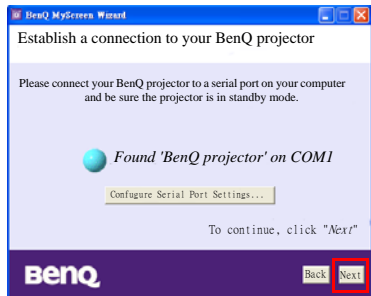 BenQ MyScreen Wizard
Establish a connection to your BenQ projector
Please connect your BenQ projector to a serial port on your computer
and be sure the projector is in standby mode.
Found 'BenQ projector' on COM1
Confugure Serial Port Settings...
To continue, click "Next"
BenQ
Back Next